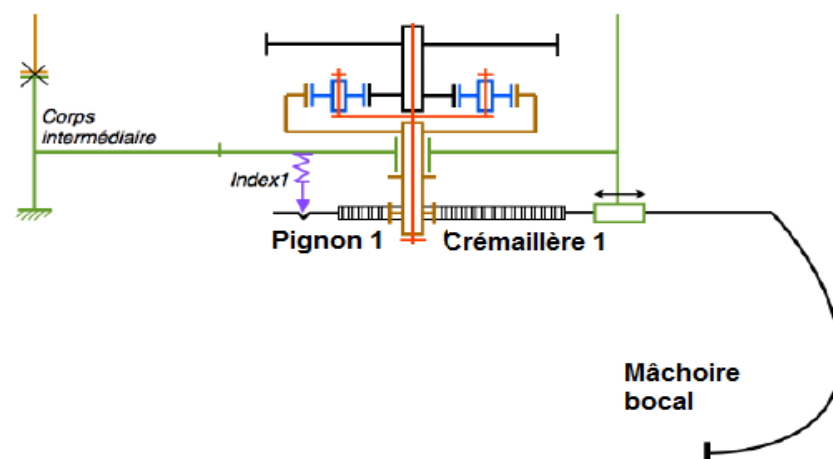 Corps
intermédiaire
Index1
Pignon 1
Crémaillère 1
Mâchoire
bocal